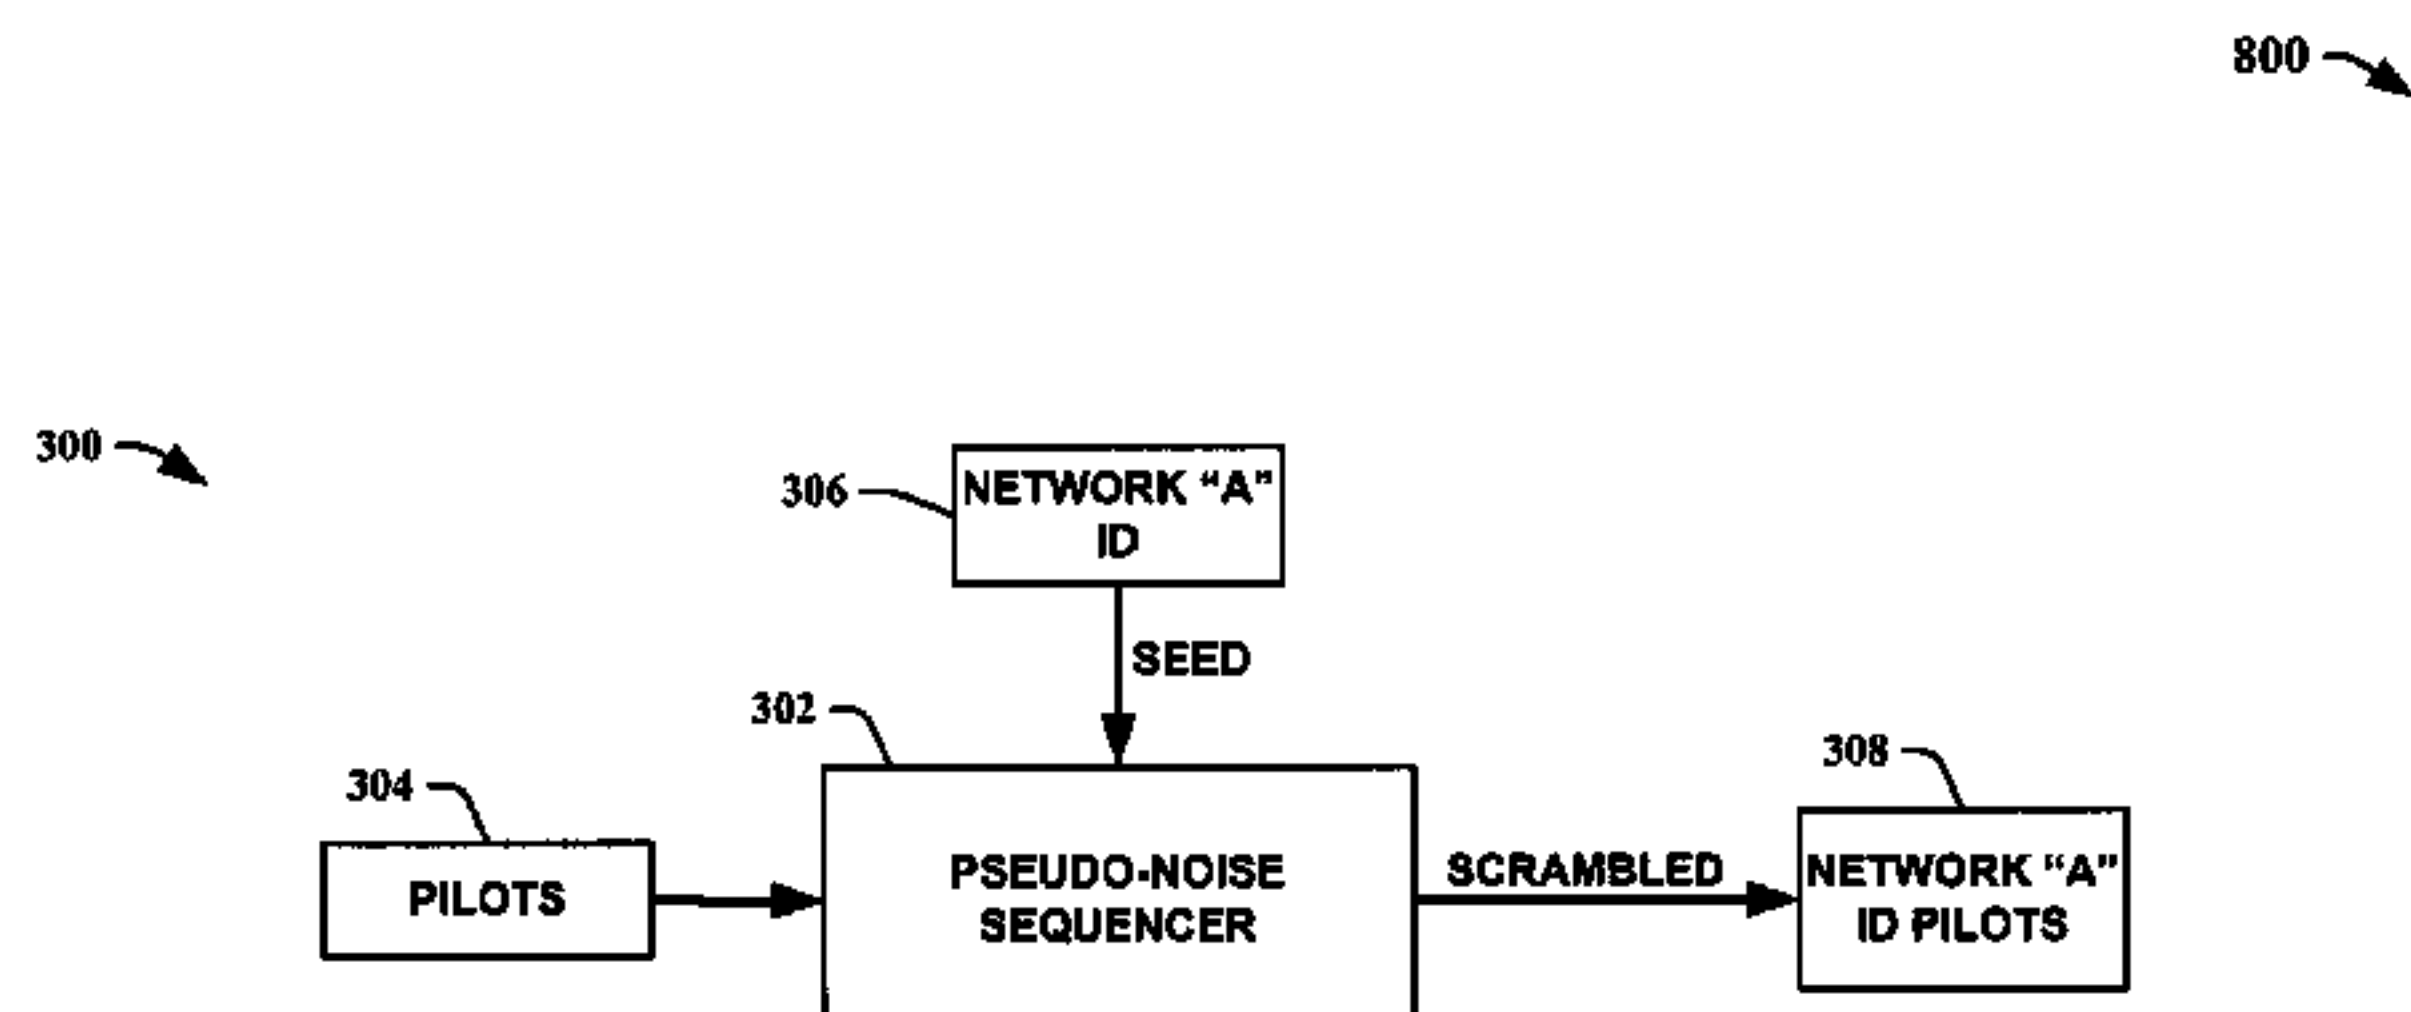 800
300
306
NETWORK “A”
ID
SEED
302
308
304
PILOTS
PSEUDO-NOISE
SEQUENCER
SCRAMBLED
NETWORK “A”
ID PILOTS